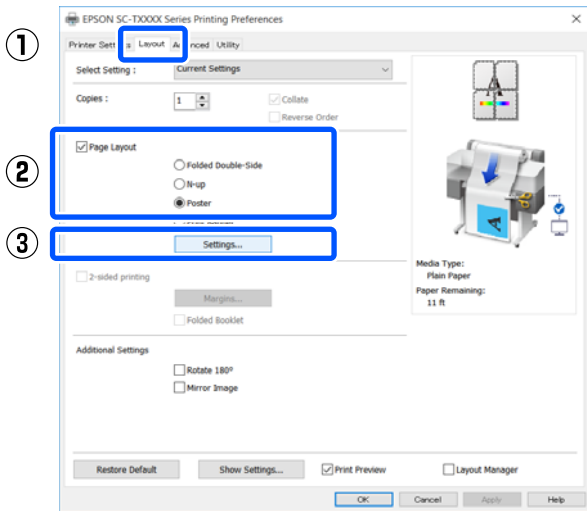 EPSON SC-TXXXX Series Printing Preferences
①
Layout
Utility
Select Setting :
Current Settings
Copies :
1
Collate
Reverse Order
②
Page Layout
Folded Double-Side
N-up
Poster
③
Settings...
2-sided printing
Margins...
Folded Booklet
Media Type:
Plain Paper
Paper Remaining:
11 ft
Additional Settings
Rotate 180º
Mirror Image
Restore Default
Show Settings...
Print Preview
Layout Manager
OK
Cancel
Apply
Help